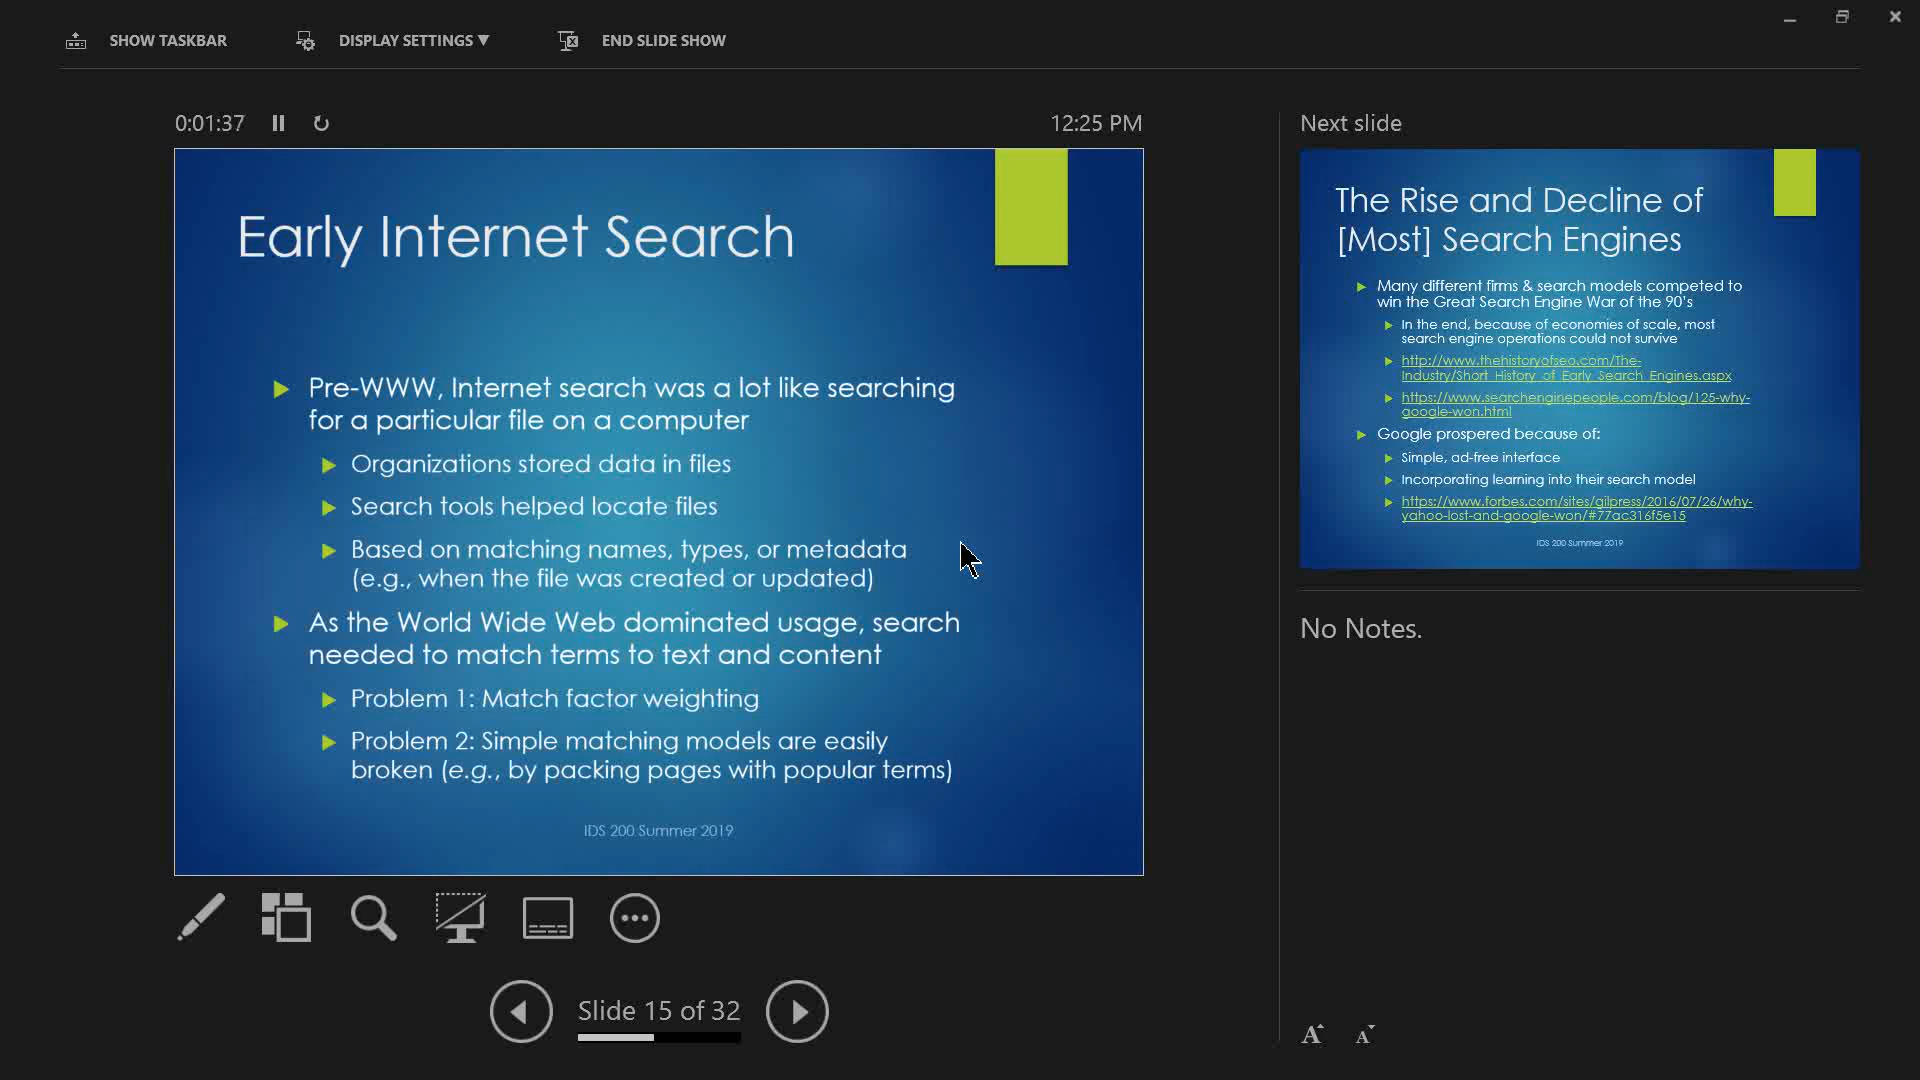 SHOW TASKBAR
DISPLAY SETTINGS ▼
END SLIDE SHOW
0:01:37
12:25 PM
Early Internet Search
Pre-WWW, Internet search was a lot like searching
for a particular file on a computer
Organizations stored data in files
Search tools helped locate files
Based on matching names, types, or metadata
(e.g., when the file was created or updated)
As the World Wide Web dominated usage, search
needed to match terms to text and content
Problem 1: Match factor weighting
Problem 2: Simple matching models are easily
broken (e.g., by packing pages with popular terms)
IDS 200 Summer 2019
Slide 15 of 32
Next slide
The Rise and Decline of
[Most] Search Engines
Many different firms & search models competed to
win the Great Search Engine War of the 90's
In the end, because of economies of scale, most
search engine operations could not survive
http://www.thehistoryofseo.com/The-
Industry/Short_History_of_Early_Search_Engines.aspx
https://www.searchenginepeople.com/blog/125-why-
google-won.html
Google prospered because of:
Simple, ad-free interface
Incorporating learning into their search model
https://www.forbes.com/sites/gilpress/2016/07/26/why-
yahoo-lost-and-google-won/#77ac316f5e15
IDS 200 Summer 2019
No Notes.
A A